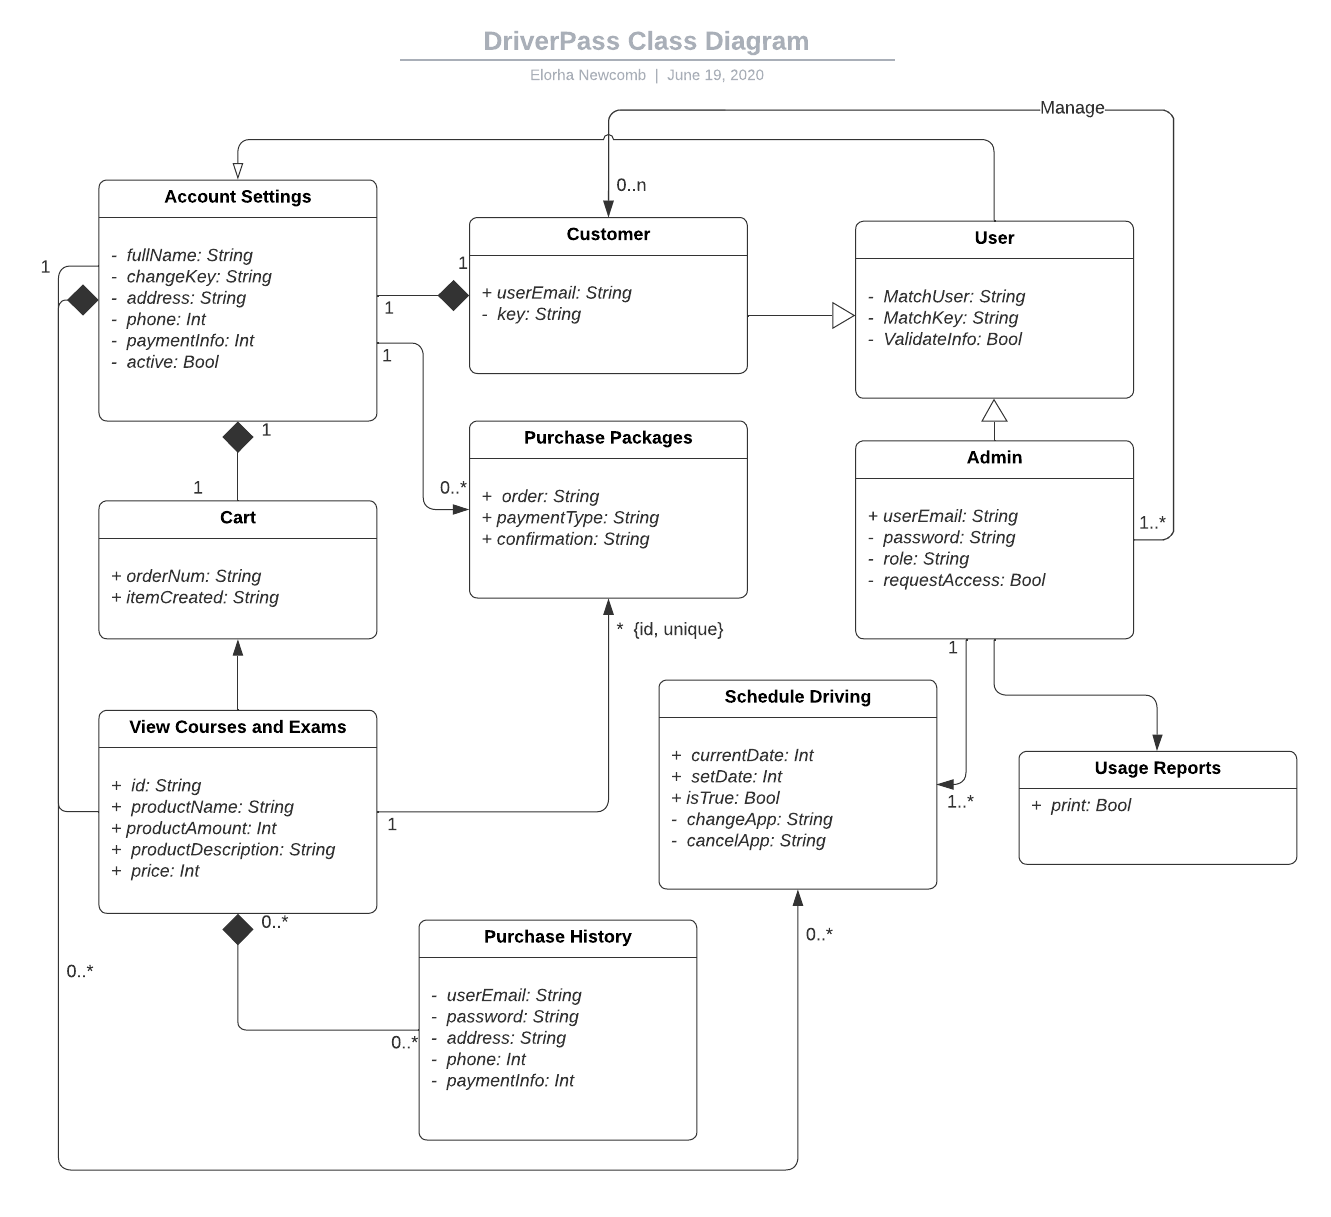 DriverPass Class Diagram
Elorha Newcomb | June 19, 2020
Manage
0..n
Account Settings
- fullName: String
- changeKey: String
- address: String
- phone: Int
- paymentInfo: Int
- active: Bool
1
1
1
1
Customer
+ userEmail: String
- key: String
1
User
- MatchUser: String
- MatchKey: String
- ValidateInfo: Bool
Purchase Packages
+ order: String
+ paymentType: String
+ confirmation: String
0..*
* {id, unique}
Admin
+ userEmail: String
- password: String
- role: String
- requestAccess: Bool
1..*
1
Cart
+ orderNum: String
+ itemCreated: String
1
View Courses and Exams
+ id: String
+ productName: String
+ productAmount: Int
+ productDescription: String
+ price: Int
1
0..*
Schedule Driving
+ currentDate: Int
+ setDate: Int
+ isTrue: Bool
- changeApp: String
- cancelApp: String
1..*
0..*
Usage Reports
+ print: Bool
Purchase History
- userEmail: String
- password: String
- address: String
- phone: Int
- paymentInfo: Int
0..*
0..*